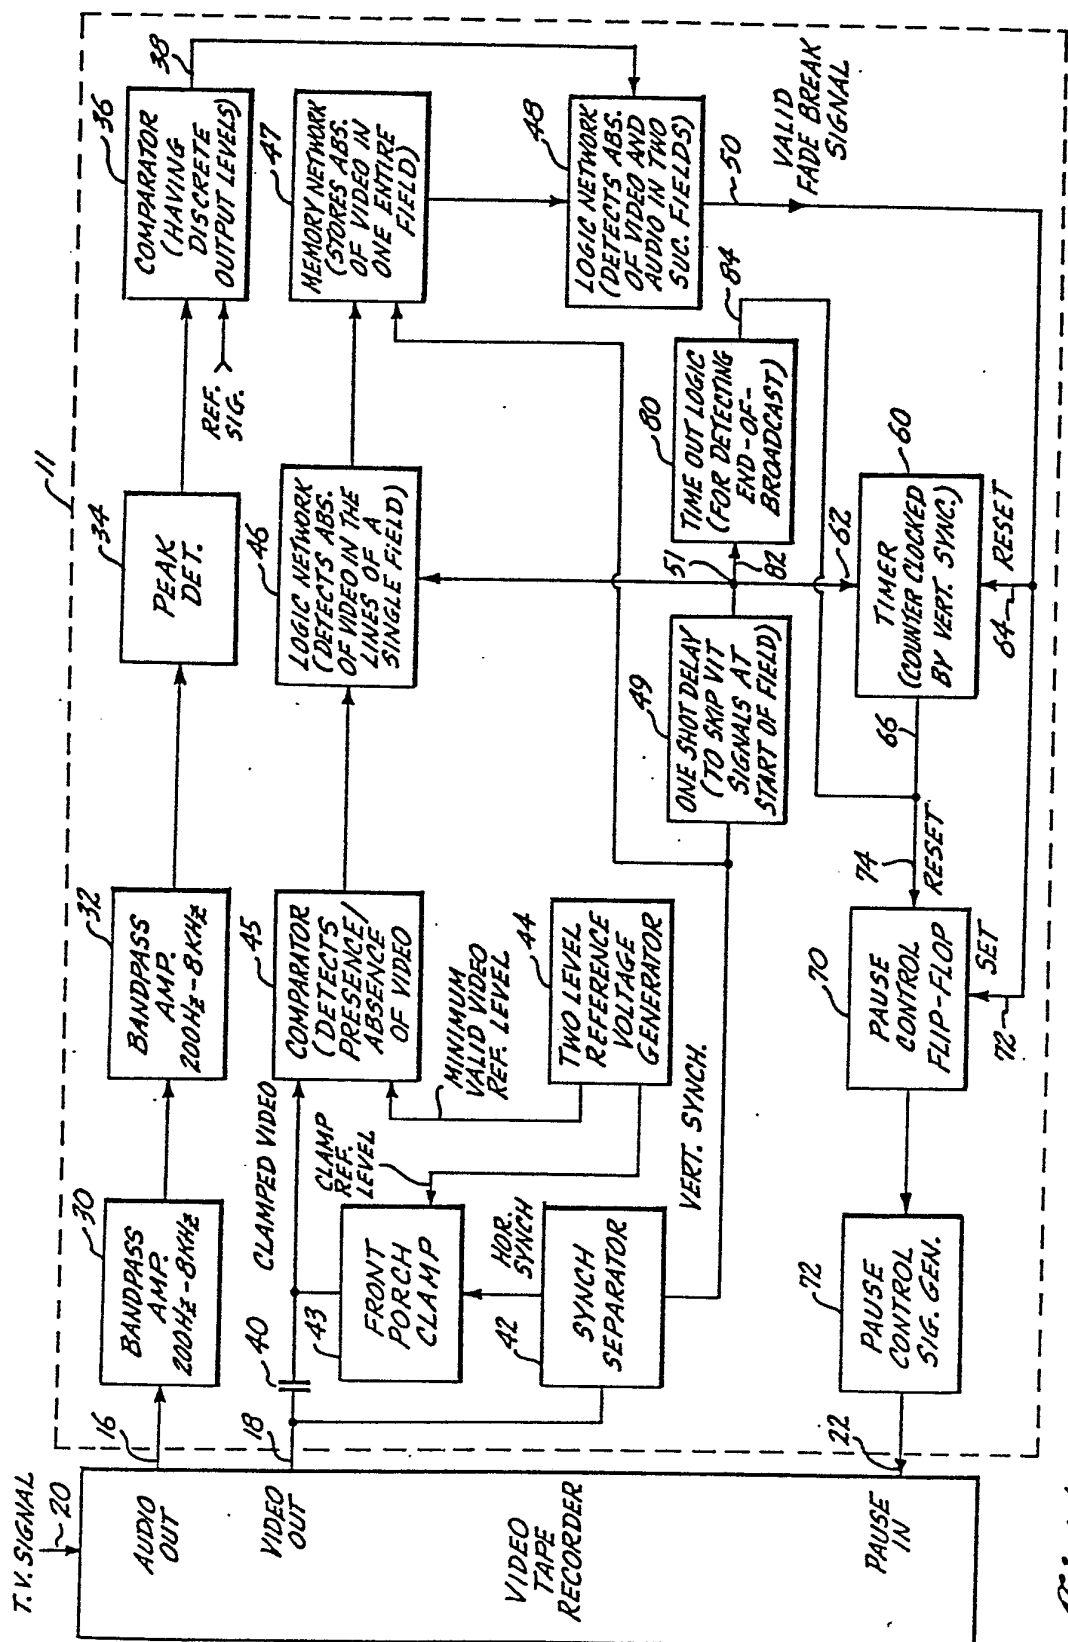 T.V. SIGNAL
20
AUDIO
OUT
VIDEO
OUT
VIDEO
TAPE
RECORDER
PAUSE
IN
16
18
22
11
30
BANDPASS
AMP.
200Hz-8KHz
32
BANDPASS
AMP.
200Hz-8KHz
34
PEAK
DET.
REF.
SIG.
36
COMPARATOR
(HAVING
DISCRETE
OUTPUT LEVELS)
38
40
CLAMPED VIDEO
43
FRONT
PORCH
CLAMP
CLAMP
REF.
LEVEL
HOR.
SYNCH
42
SYNCH
SEPARATOR
45
COMPARATOR
(DETECTS
PRESENCE/
ABSENCE
OF VIDEO)
MINIMUM
VALID VIDEO
REF. LEVEL
44
TWO LEVEL
REFERENCE
VOLTAGE
GENERATOR
VERT. SYNCH.
46
LOGIC NETWORK
(DETECTS ABS.
OF VIDEO IN THE
LINES OF A
SINGLE FIELD)
47
MEMORY NETWORK
(STORES ABS.
OF VIDEO IN
ONE ENTIRE
FIELD)
48
LOGIC NETWORK
(DETECTS ABS.
OF VIDEO AND
AUDIO IN TWO
SUC. FIELDS)
50
VALID
FADE BREAK
SIGNAL
49
ONE SHOT DELAY
(TO SKIP VIT
SIGNALS AT
START OF FIELD)
51
82
80
TIME OUT LOGIC
(FOR DETECTING
END-OF-
BROADCAST)
84
62
60
TIMER
(COUNTER CLOCKED
BY VERT. SYNC.)
64
RESET
66
74
RESET
70
PAUSE
CONTROL
FLIP-FLOP
SET
72
72
PAUSE
CONTROL
SIG. GEN.